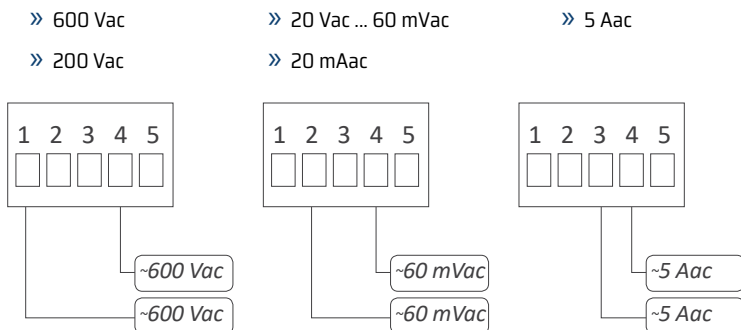 » 600 Vac
» 200 Vac
1 2 3 4 5
~600 Vac
~600 Vac
» 20 Vac ... 60 mVac
» 20 mAac
1 2 3 4 5
~60 mVac
~60 mVac
» 5 Aac
1 2 3 4 5
~5 Aac
~5 Aac